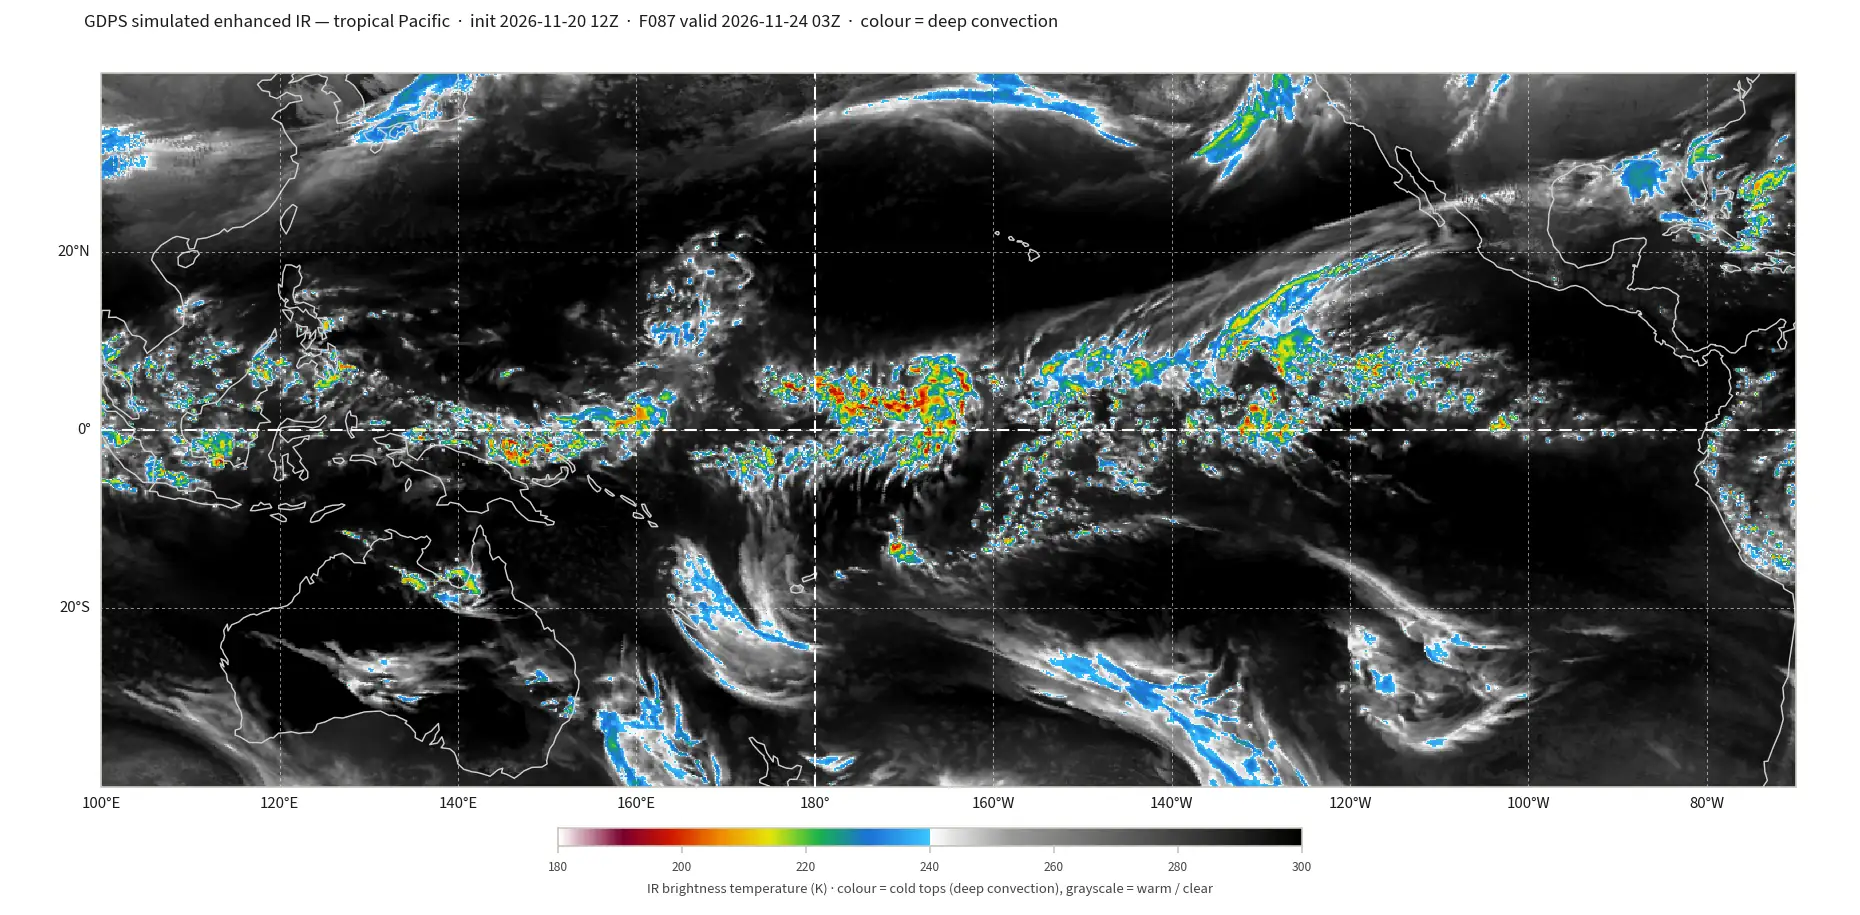 GDPS simulated enhanced IR — tropical Pacific · init 2026-11-20 12Z · F087 valid 2026-11-24 03Z · colour = deep convection
20°N
0°
20°S
100°E 120°E 140°E 160°E 180° 160°W 140°W 120°W 100°W 80°W
180 200 220 240 260 280 300
IR brightness temperature (K) · colour = cold tops (deep convection), grayscale = warm / clear